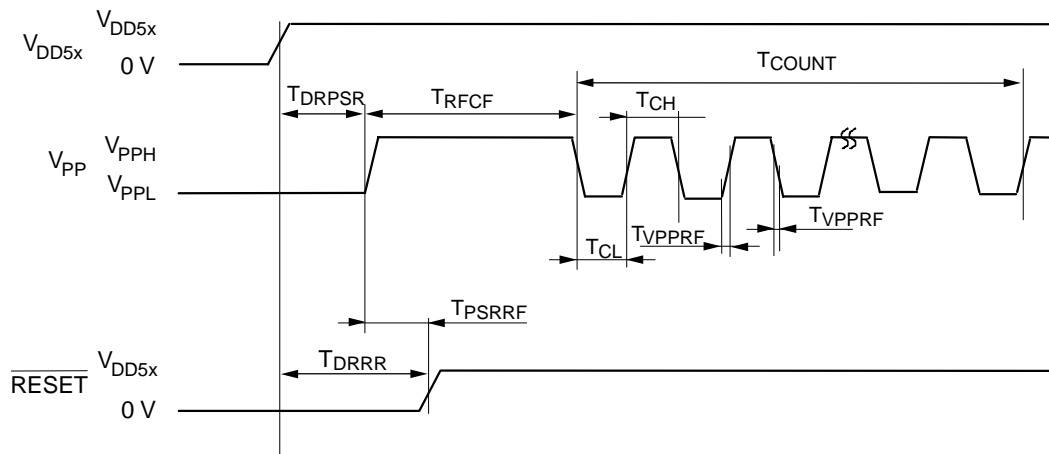 VDD5x
VDD5x
0 V
TCOUNT
TDRPSR
TRFCF
TCH
VPP
VPPH
VPPL
TVPPRF
TVPPRF
TCL
TPSRRF
RESET
VDD5x
TDRRR
0 V